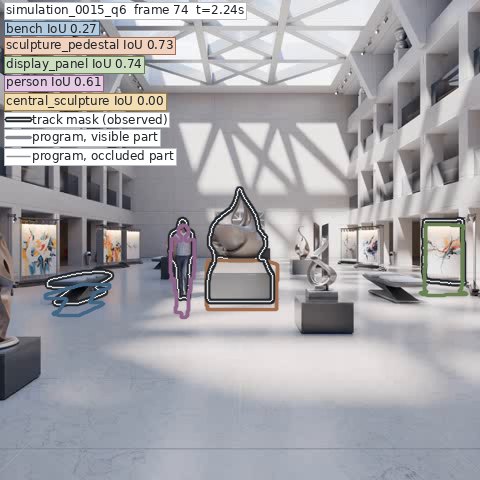 simulation_0015_q6  frame 74  t=2.24s
bench IoU 0.27
sculpture_pedestal IoU 0.73
display_panel IoU 0.74
person IoU 0.61
central_sculpture IoU 0.00
track mask (observed)
program, visible part
program, occluded part